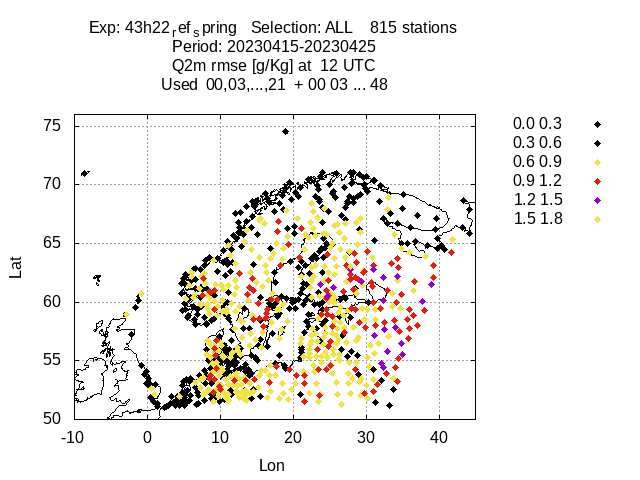 Exp: 43h22ref spring Selection: ALL 815 stations
Period: 20230415-20230425
Q2m rmse [g/Kg] at 12 UTC
Used 00,03,...,21 + 00 03 ... 48
75
70
65
60
55
50
Lat
-10 0 10 20 30 40
Lon
0.0 0.3
0.3 0.6
0.6 0.9
0.9 1.2
1.2 1.5
1.5 1.8